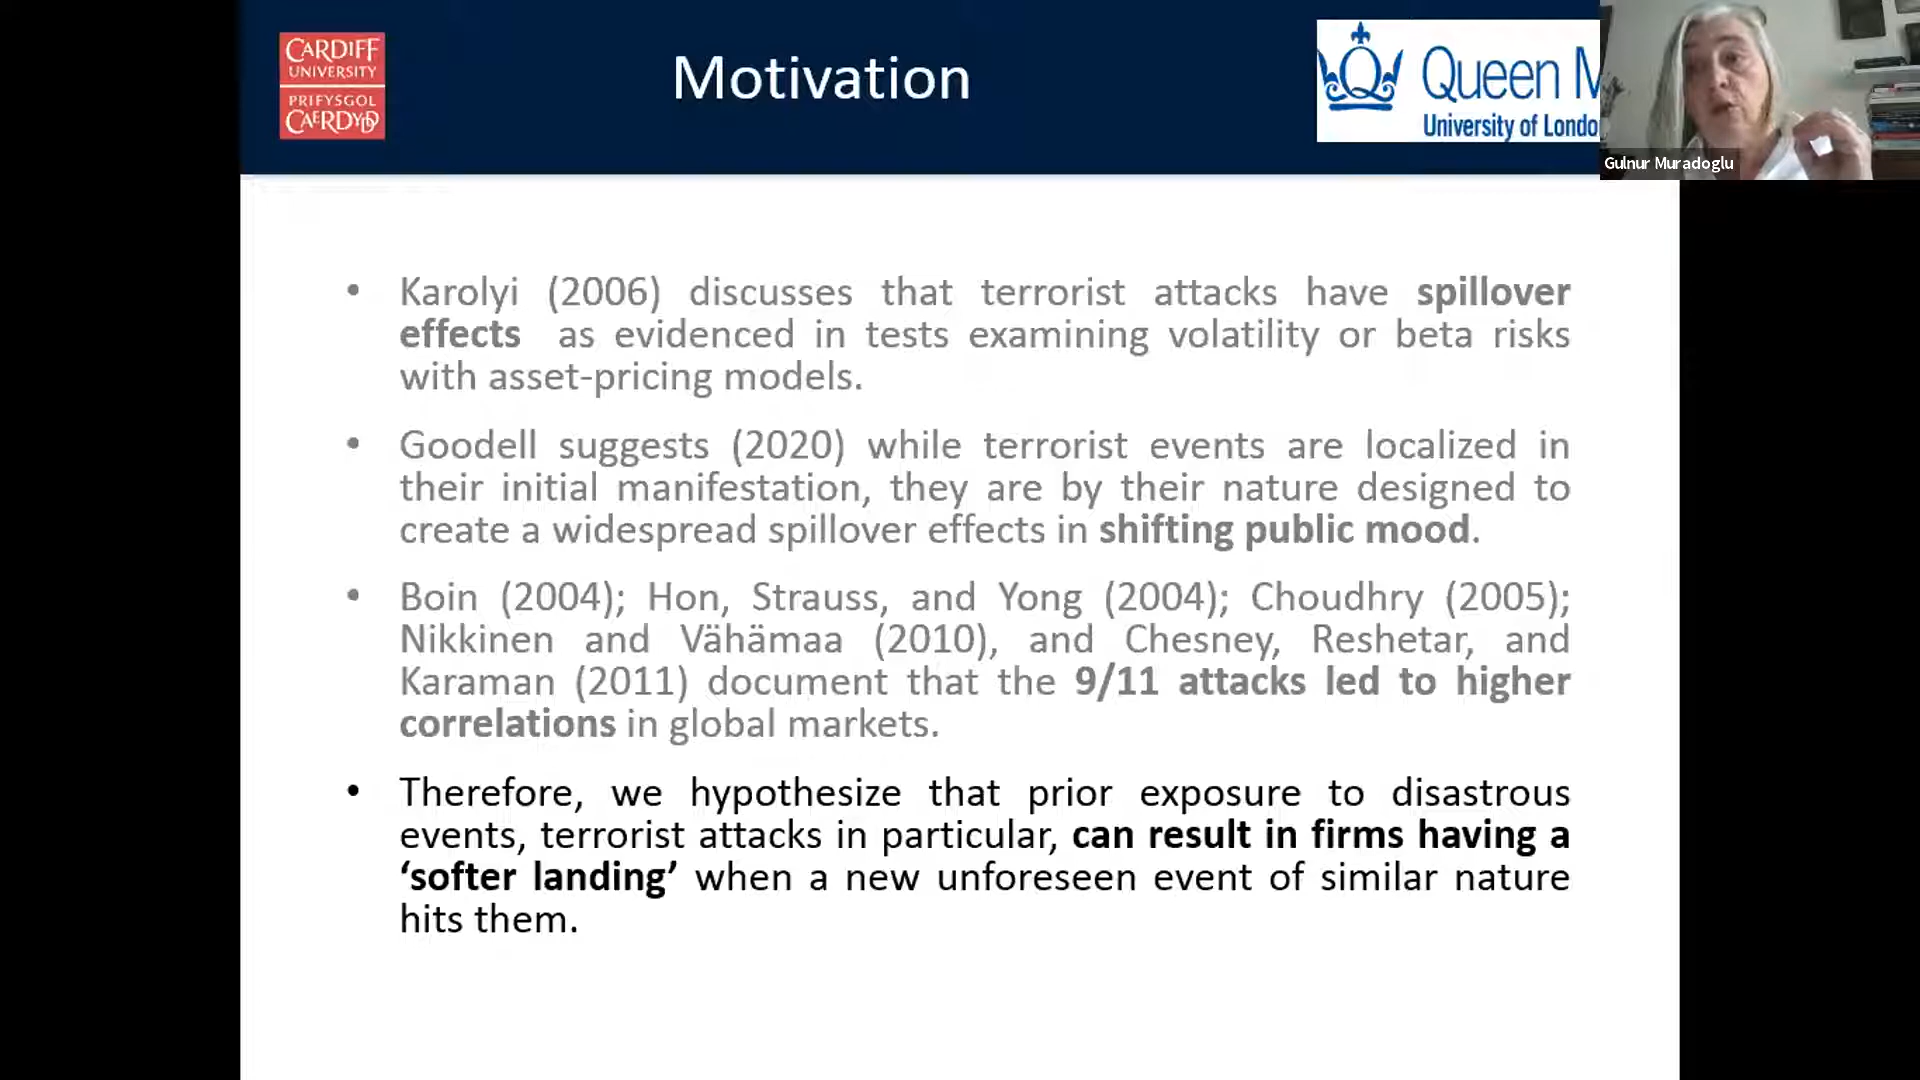 CARDIFF
UNIVERSITY
PRIFYSGOL
CAERDYDD
Motivation
Queen M
University of Londo
Gulnur Muradoglu
• Karolyi (2006) discusses that terrorist attacks have spillover
effects as evidenced in tests examining volatility or beta risks
with asset-pricing models.
• Goodell suggests (2020) while terrorist events are localized in
their initial manifestation, they are by their nature designed to
create a widespread spillover effects in shifting public mood.
• Boin (2004); Hon, Strauss, and Yong (2004); Choudhry (2005);
Nikkinen and Vähämaa (2010), and Chesney, Reshetar, and
Karaman (2011) document that the 9/11 attacks led to higher
correlations in global markets.
• Therefore, we hypothesize that prior exposure to disastrous
events, terrorist attacks in particular, can result in firms having a
‘softer landing’ when a new unforeseen event of similar nature
hits them.